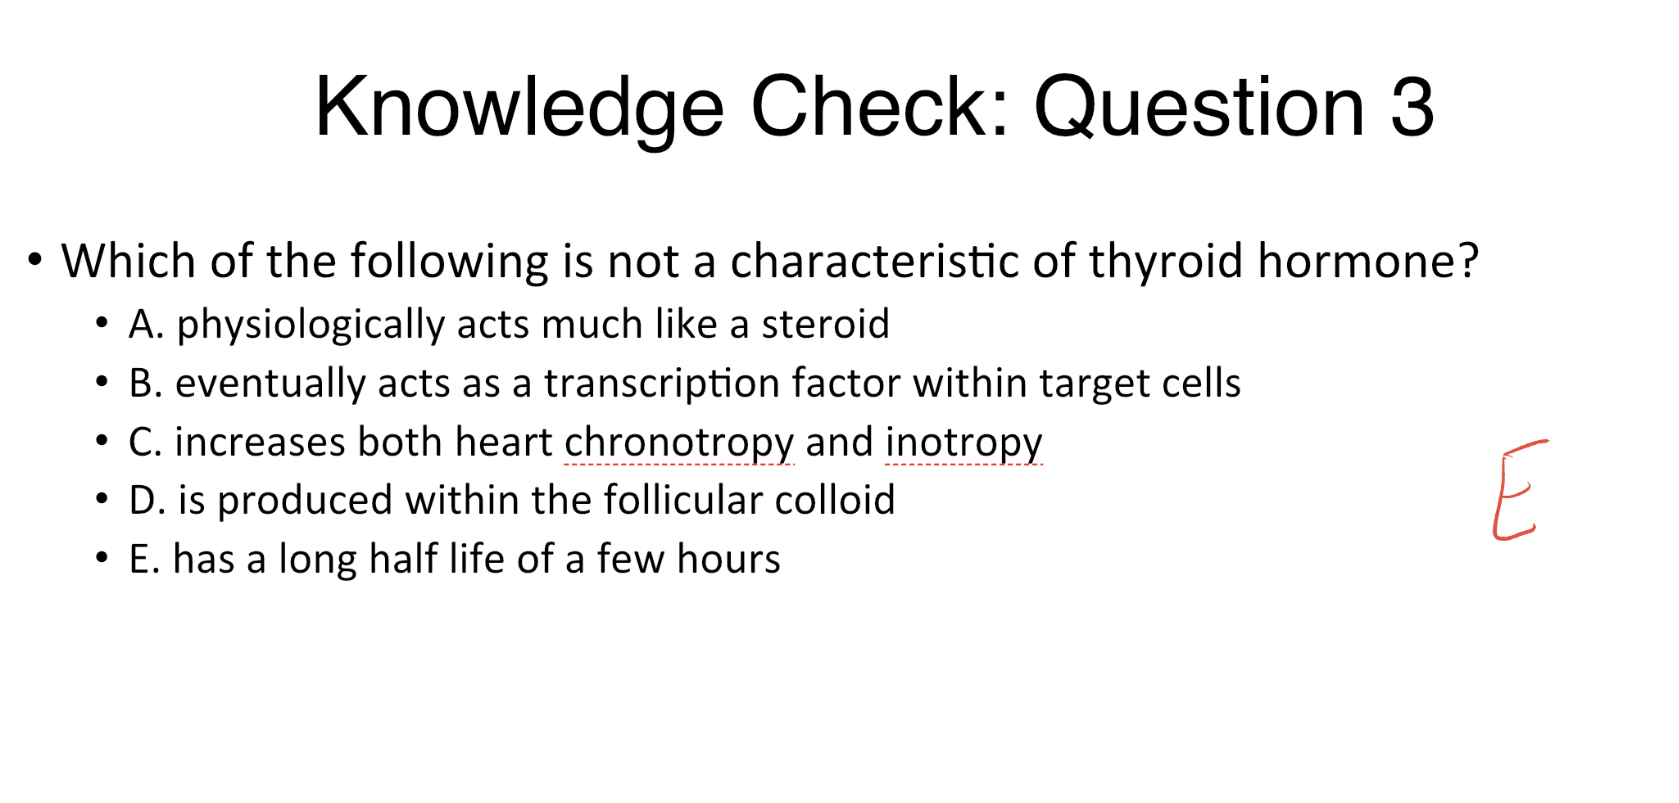 Knowledge Check: Question 3
• Which of the following is not a characteristic of thyroid hormone?
• A. physiologically acts much like a steroid
• B. eventually acts as a transcription factor within target cells
• C. increases both heart chronotropy and inotropy
• D. is produced within the follicular colloid
• E. has a long half life of a few hours
E